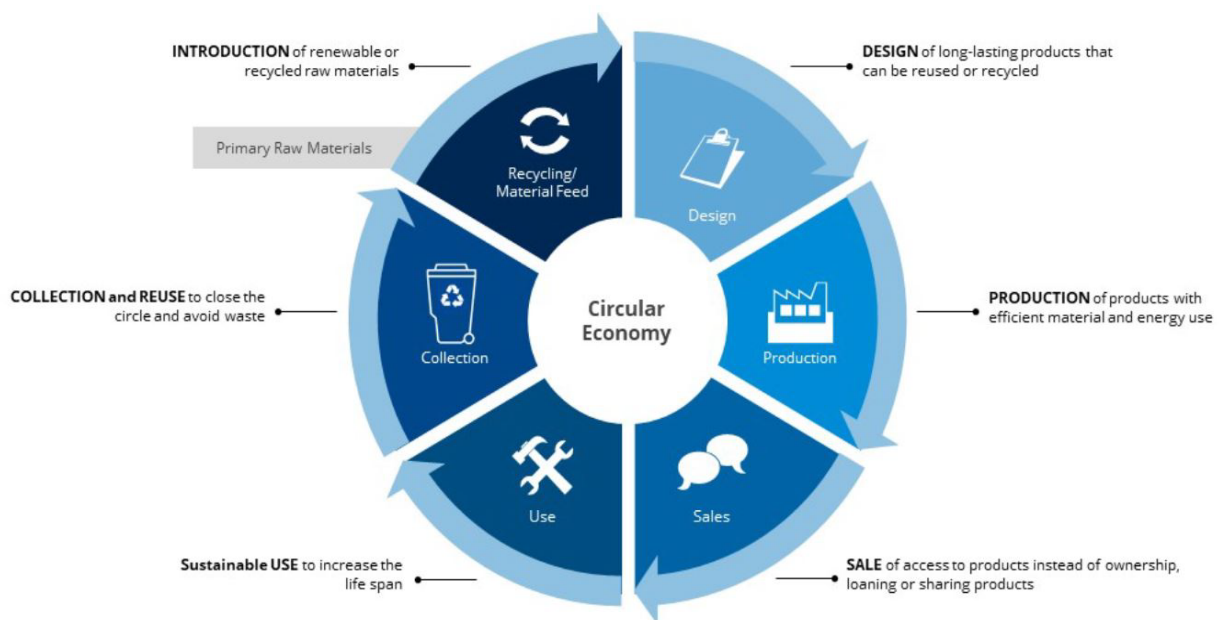 INTRODUCTION of renewable or
recycled raw materials
DESIGN of long-lasting products that
can be reused or recycled
Primary Raw Materials
Recycling/
Material Feed
Design
COLLECTION and REUSE to close the
circle and avoid waste
Collection
Circular
Economy
Production
PRODUCTION of products with
efficient material and energy use
Use
Sales
Sustainable USE to increase the
life span
SALE of access to products instead of ownership,
loaning or sharing products